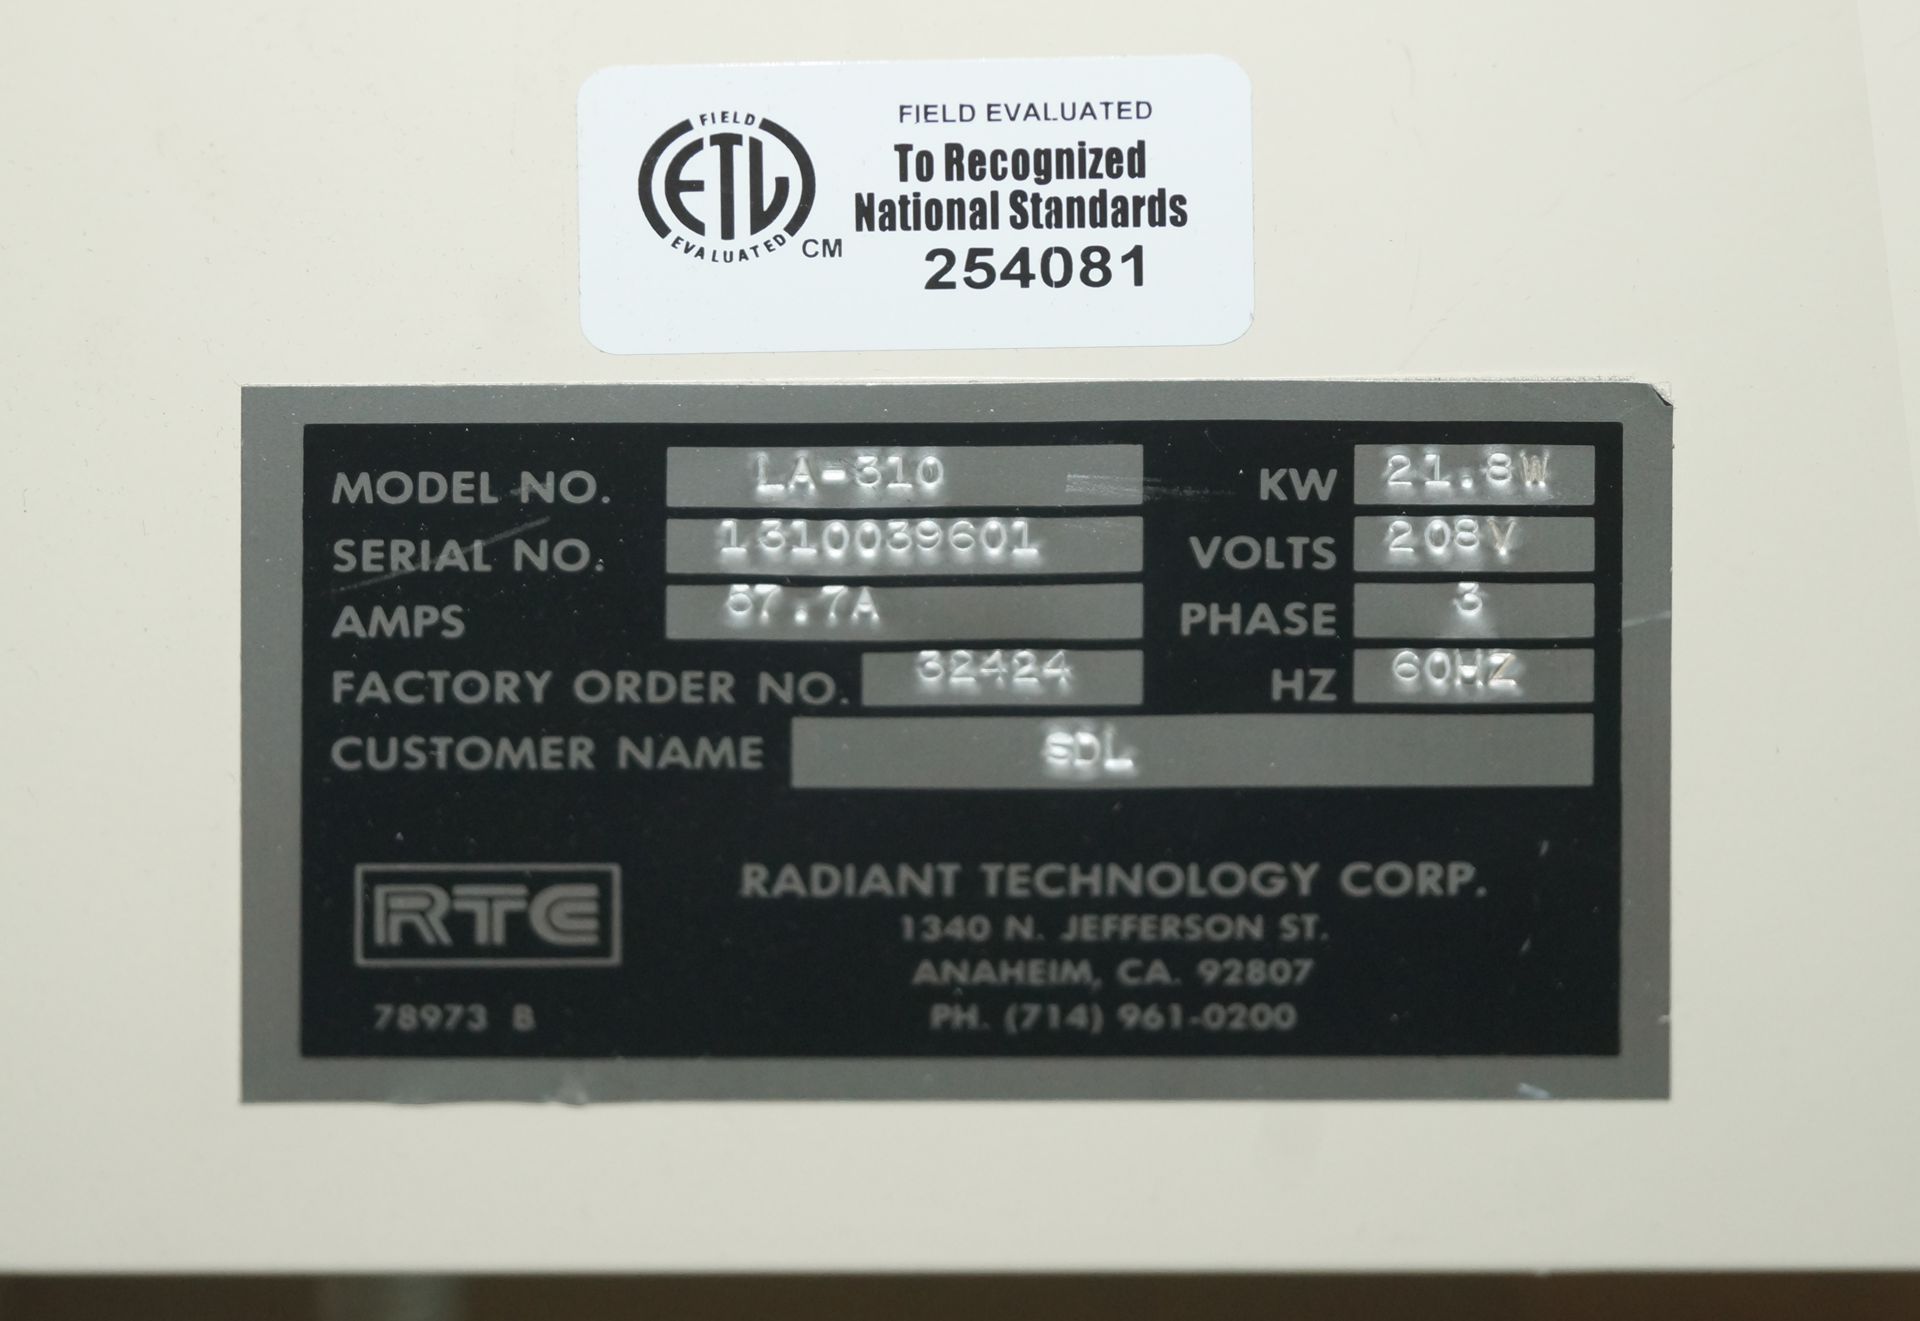 FIELD
ETL
EVALUATED
CM
FIELD EVALUATED
To Recognized
National Standards
254081
MODEL NO. LA-310 KW 21.8W
SERIAL NO. 1310039601 VOLTS 208V
AMPS 67.7A PHASE 3
FACTORY ORDER NO. 32424 HZ 60HZ
CUSTOMER NAME SDL
RTC
78973 B
RADIANT TECHNOLOGY CORP.
1340 N. JEFFERSON ST.
ANAHEIM, CA. 92807
PH. (714) 961-0200